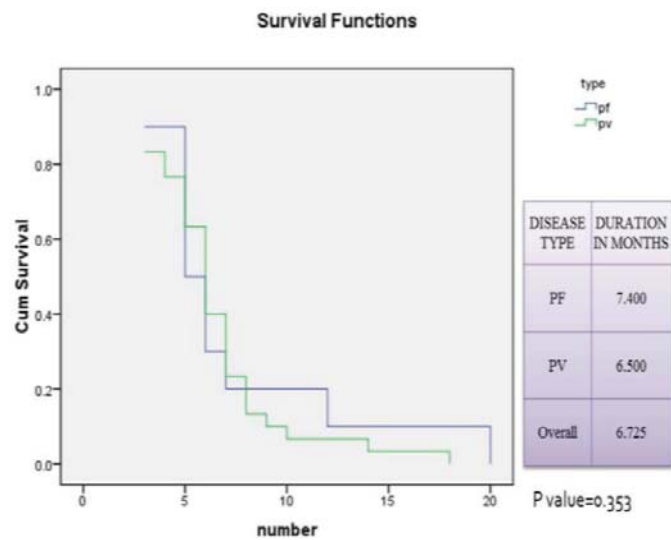 Survival Functions
type
pf
pv
Cum Survival
1.0
0.8
0.6
0.4
0.2
0.0
0 5 10 15 20
number
DISEASE TYPE DURATION IN MONTHS
PF 7.400
PV 6.500
Overall 6.725
P value=0.353